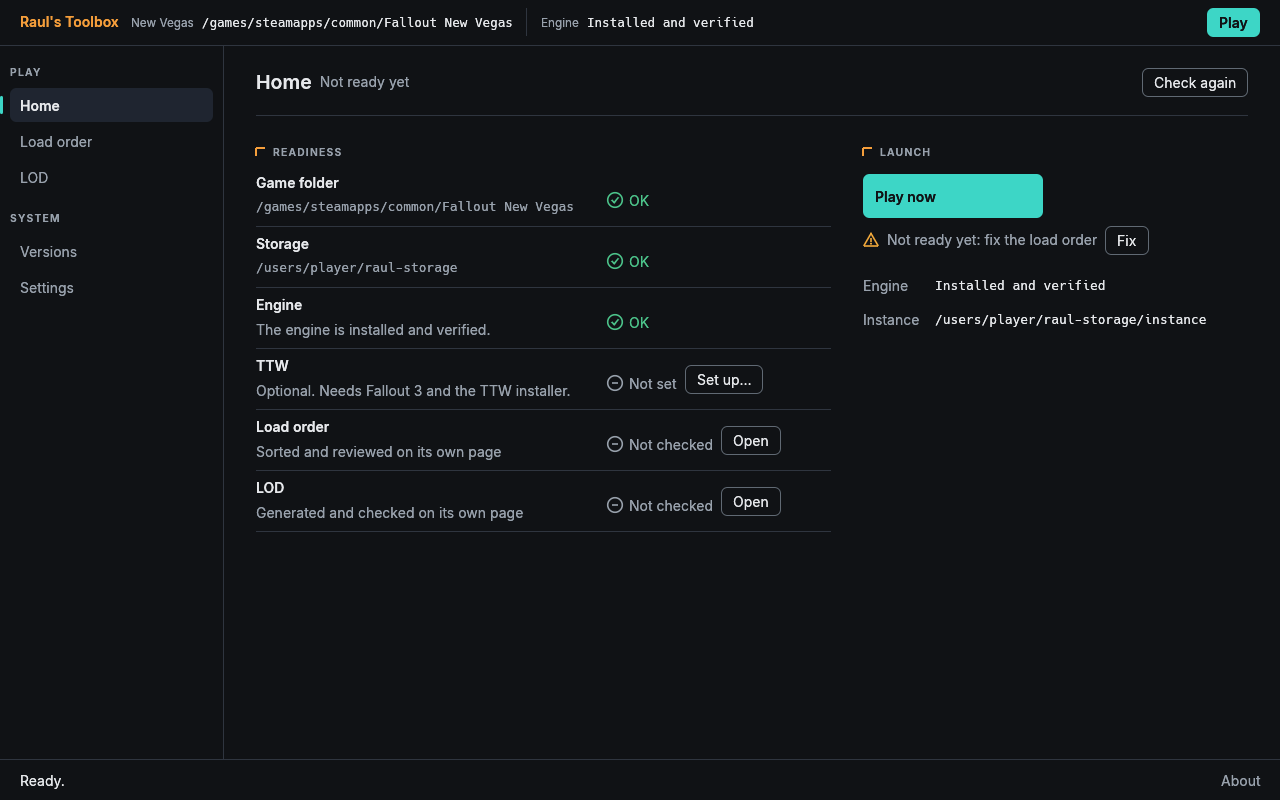 Raul's Toolbox New Vegas /games/steamapps/common/Fallout New Vegas Engine Installed and verified Play
PLAY
Home
Load order
LOD
SYSTEM
Versions
Settings
Home Not ready yet Check again
READINESS
Game folder
/games/steamapps/common/Fallout New Vegas OK
Storage
/users/player/raul-storage OK
Engine
The engine is installed and verified. OK
TTW
Optional. Needs Fallout 3 and the TTW installer. Not set Set up...
Load order
Sorted and reviewed on its own page Not checked Open
LOD
Generated and checked on its own page Not checked Open
LAUNCH
Play now
Not ready yet: fix the load order Fix
Engine Installed and verified
Instance /users/player/raul-storage/instance
Ready. About